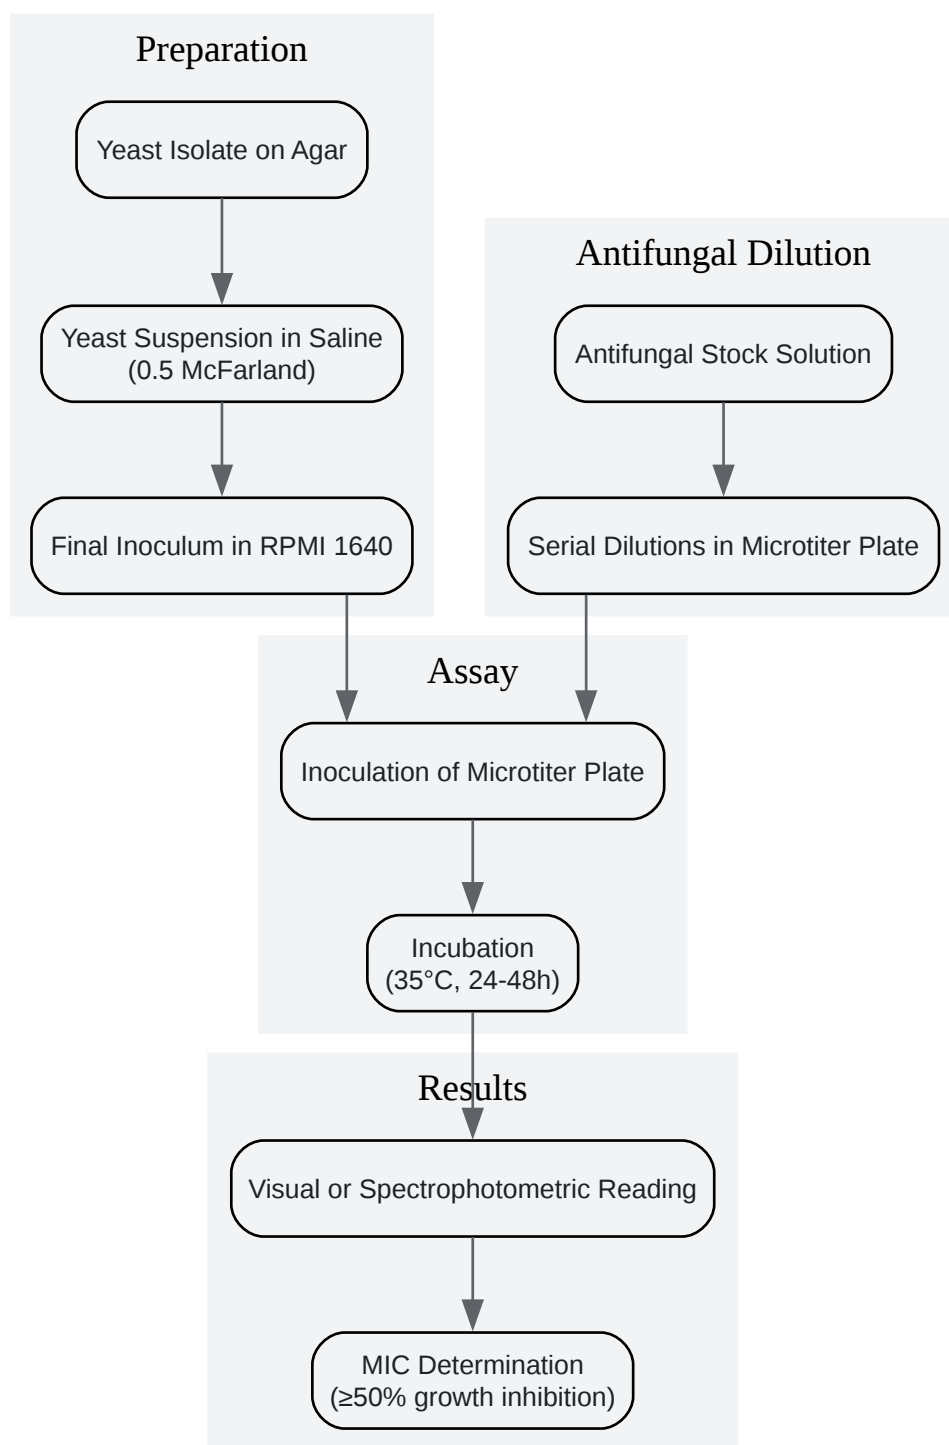 Preparation
Yeast Isolate on Agar
Yeast Suspension in Saline
(0.5 McFarland)
Final Inoculum in RPMI 1640
Antifungal Dilution
Antifungal Stock Solution
Serial Dilutions in Microtiter Plate
Assay
Inoculation of Microtiter Plate
Incubation
(35°C, 24-48h)
Results
Visual or Spectrophotometric Reading
MIC Determination
(≥50% growth inhibition)